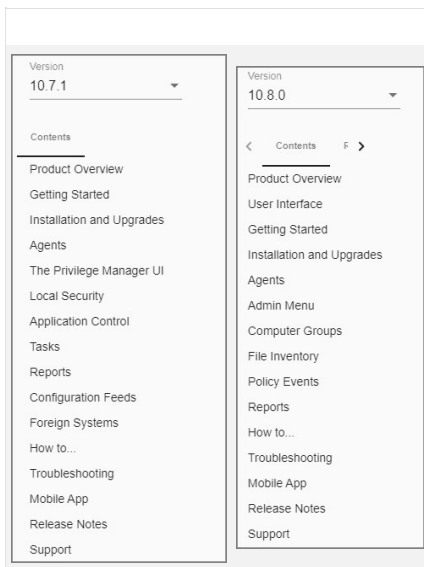 Version
10.7.1
Contents
Product Overview
Getting Started
Installation and Upgrades
Agents
The Privilege Manager UI
Local Security
Application Control
Tasks
Reports
Configuration Feeds
Foreign Systems
How to...
Troubleshooting
Mobile App
Release Notes
Support
Version
10.8.0
Contents
Product Overview
User Interface
Getting Started
Installation and Upgrades
Agents
Admin Menu
Computer Groups
File Inventory
Policy Events
Reports
How to...
Troubleshooting
Mobile App
Release Notes
Support